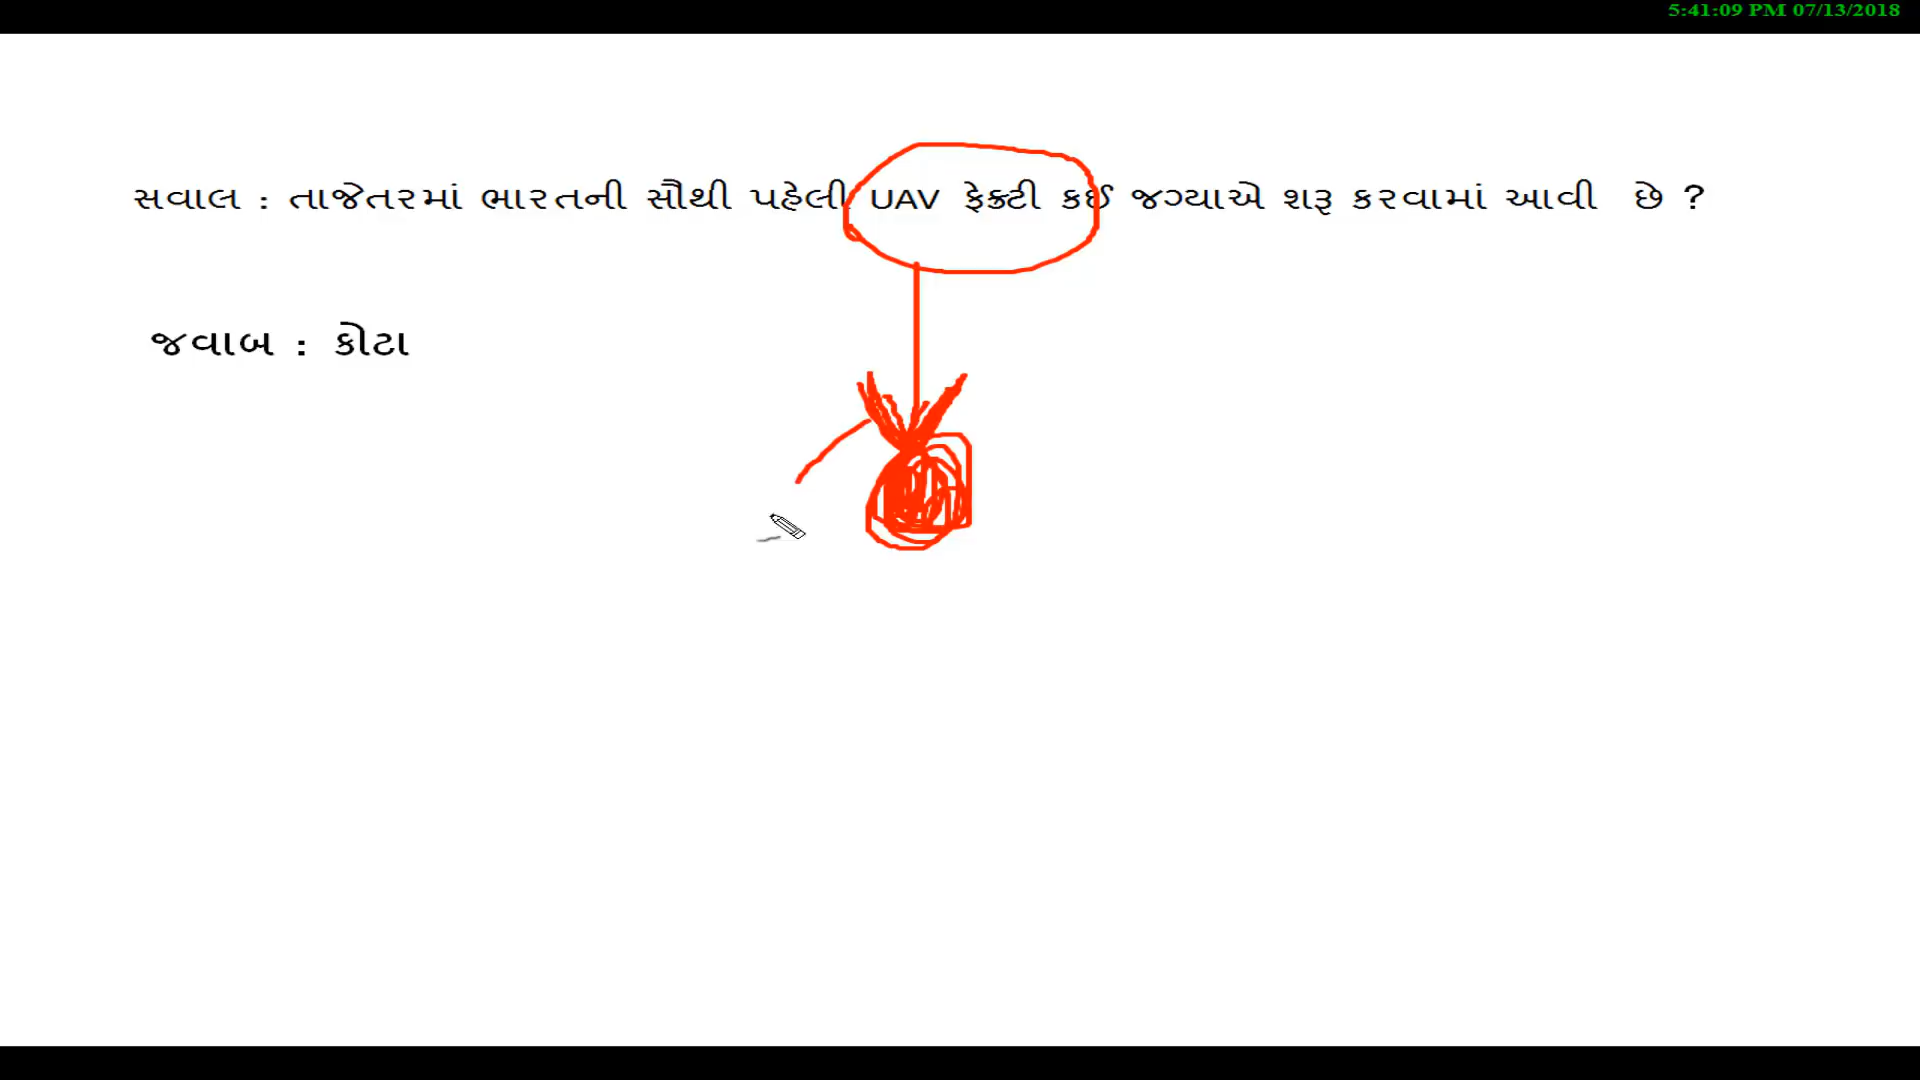 5:41:09 PM 07/13/2018
સવાલ : તાજેતરમાં ભારતની સૌથી પહેલી UAV ફેક્ર્ટી કઈ જગ્યાએ શરૂ કરવામાં આવી છે ?
જવાબ : કોટા